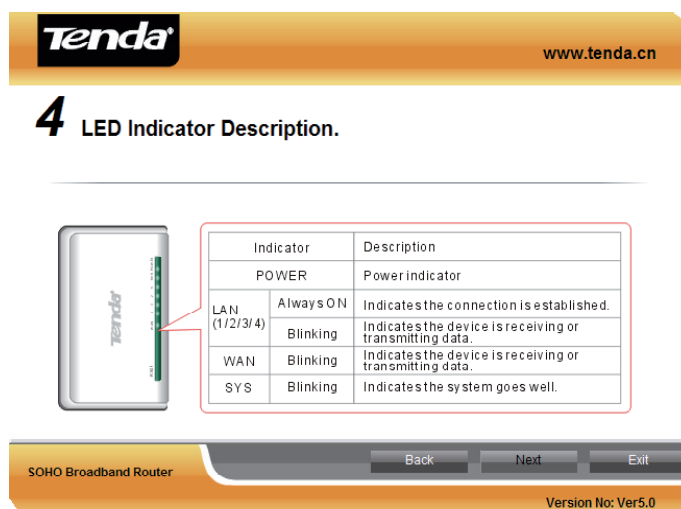 Tenda
www.tenda.cn
4 LED Indicator Description.
Tenda
Indicator Description
POWER Power indicator
LAN (1/2/3/4) Always ON Indicates the connection is established.
Blinking Indicates the device is receiving or
transmitting data.
WAN Blinking Indicates the device is receiving or
transmitting data.
SYS Blinking Indicates the system goes well.
Back Next Exit
SOHO Broadband Router
Version No: Ver5.0